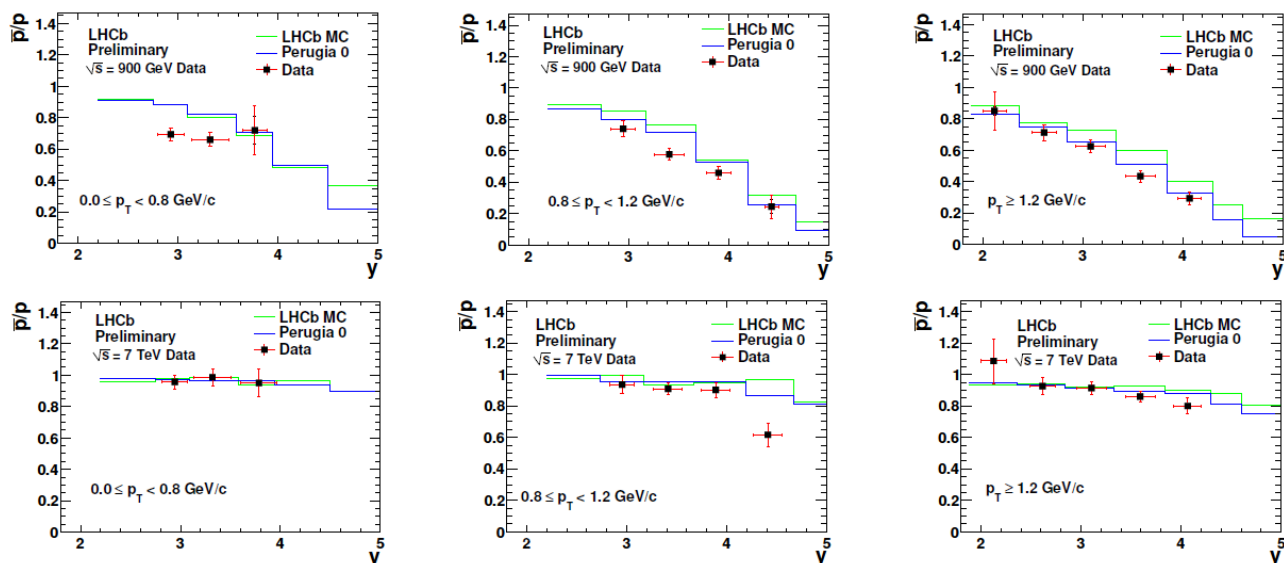 p̅/p
1.4
1.2
1
0.8
0.6
0.4
0.2
0
LHCb
Preliminary
√s = 900 GeV Data
LHCb MC
Perugia 0
Data
0.0 ≤ p_T < 0.8 GeV/c
2 3 4 5
y
p̅/p
1.4
1.2
1
0.8
0.6
0.4
0.2
0
LHCb
Preliminary
√s = 900 GeV Data
LHCb MC
Perugia 0
Data
0.8 ≤ p_T < 1.2 GeV/c
2 3 4 5
y
p̅/p
1.4
1.2
1
0.8
0.6
0.4
0.2
0
LHCb
Preliminary
√s = 900 GeV Data
LHCb MC
Perugia 0
Data
p_T ≥ 1.2 GeV/c
2 3 4 5
y
p̅/p
1.4
1.2
1
0.8
0.6
0.4
0.2
0
LHCb
Preliminary
√s = 7 TeV Data
LHCb MC
Perugia 0
Data
0.0 ≤ p_T < 0.8 GeV/c
2 3 4 5
y
p̅/p
1.4
1.2
1
0.8
0.6
0.4
0.2
0
LHCb
Preliminary
√s = 7 TeV Data
LHCb MC
Perugia 0
Data
0.8 ≤ p_T < 1.2 GeV/c
2 3 4 5
y
p̅/p
1.4
1.2
1
0.8
0.6
0.4
0.2
0
LHCb
Preliminary
√s = 7 TeV Data
LHCb MC
Perugia 0
Data
p_T ≥ 1.2 GeV/c
2 3 4 5
y